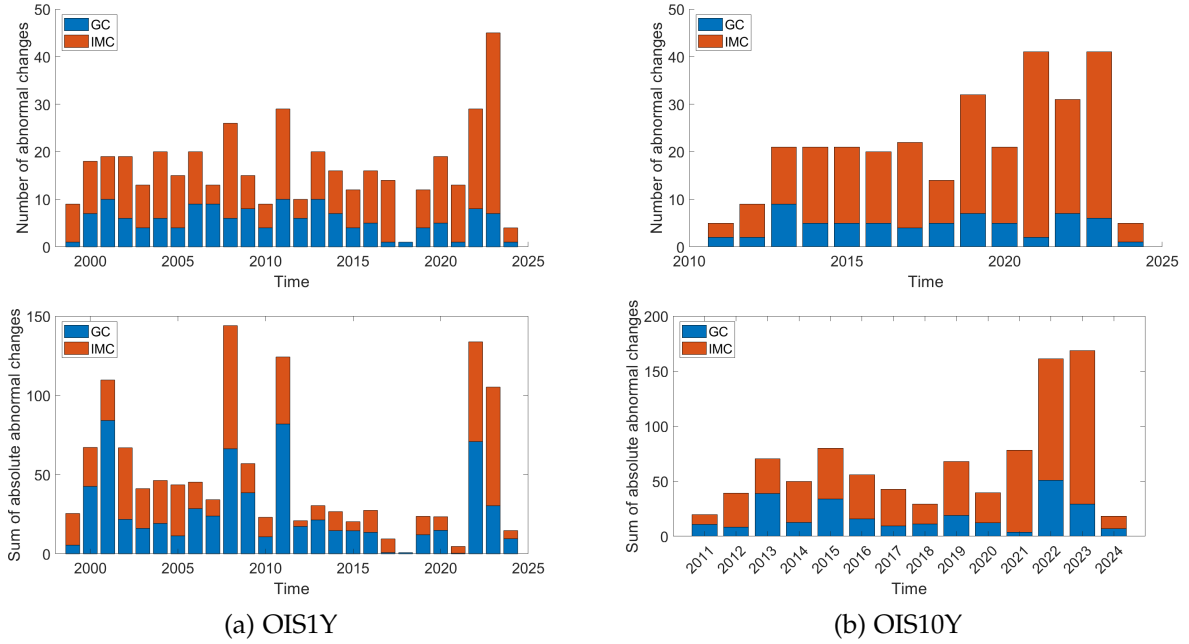 Number of abnormal changes
50
40
30
20
10
0
GC
IMC
2000
2005
2010
2015
2020
2025
Time
Number of abnormal changes
50
40
30
20
10
0
GC
IMC
2010
2015
2020
2025
Time
Sum of absolute abnormal changes
150
100
50
0
GC
IMC
2000
2005
2010
2015
2020
2025
Time
Sum of absolute abnormal changes
200
150
100
50
0
GC
IMC
2011
2012
2013
2014
2015
2016
2017
2018
2019
2020
2021
2022
2023
2024
Time
(a) OIS1Y
(b) OIS10Y